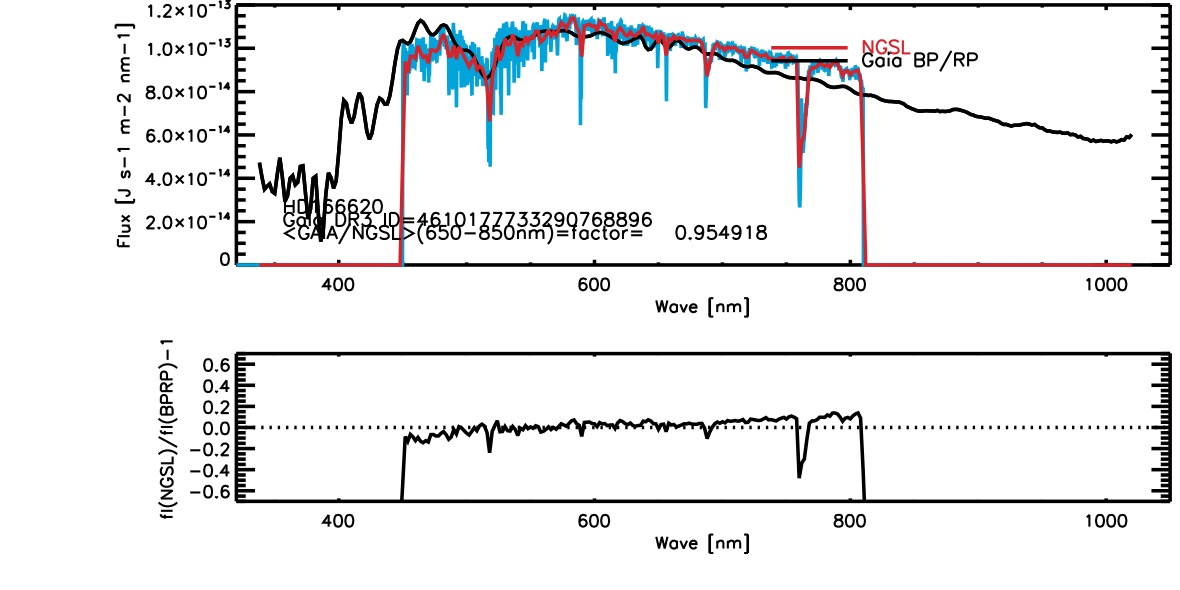 1.2×10−13
1.0×10−13
8.0×10−14
6.0×10−14
4.0×10−14
2.0×10−14
0
Flux [J s−1 m−2 nm−1]
NGSL
Gaia BP/RP
HD166620
Gaia DR3 ID=4610177733290768896
<GAIA/NGSL>(650−850nm)=factor= 0.954918
400 600 800 1000
Wave [nm]
0.6
0.4
0.2
0.0
−0.2
−0.4
−0.6
fl(NGSL)/fl(BPRP)−1
400 600 800 1000
Wave [nm]